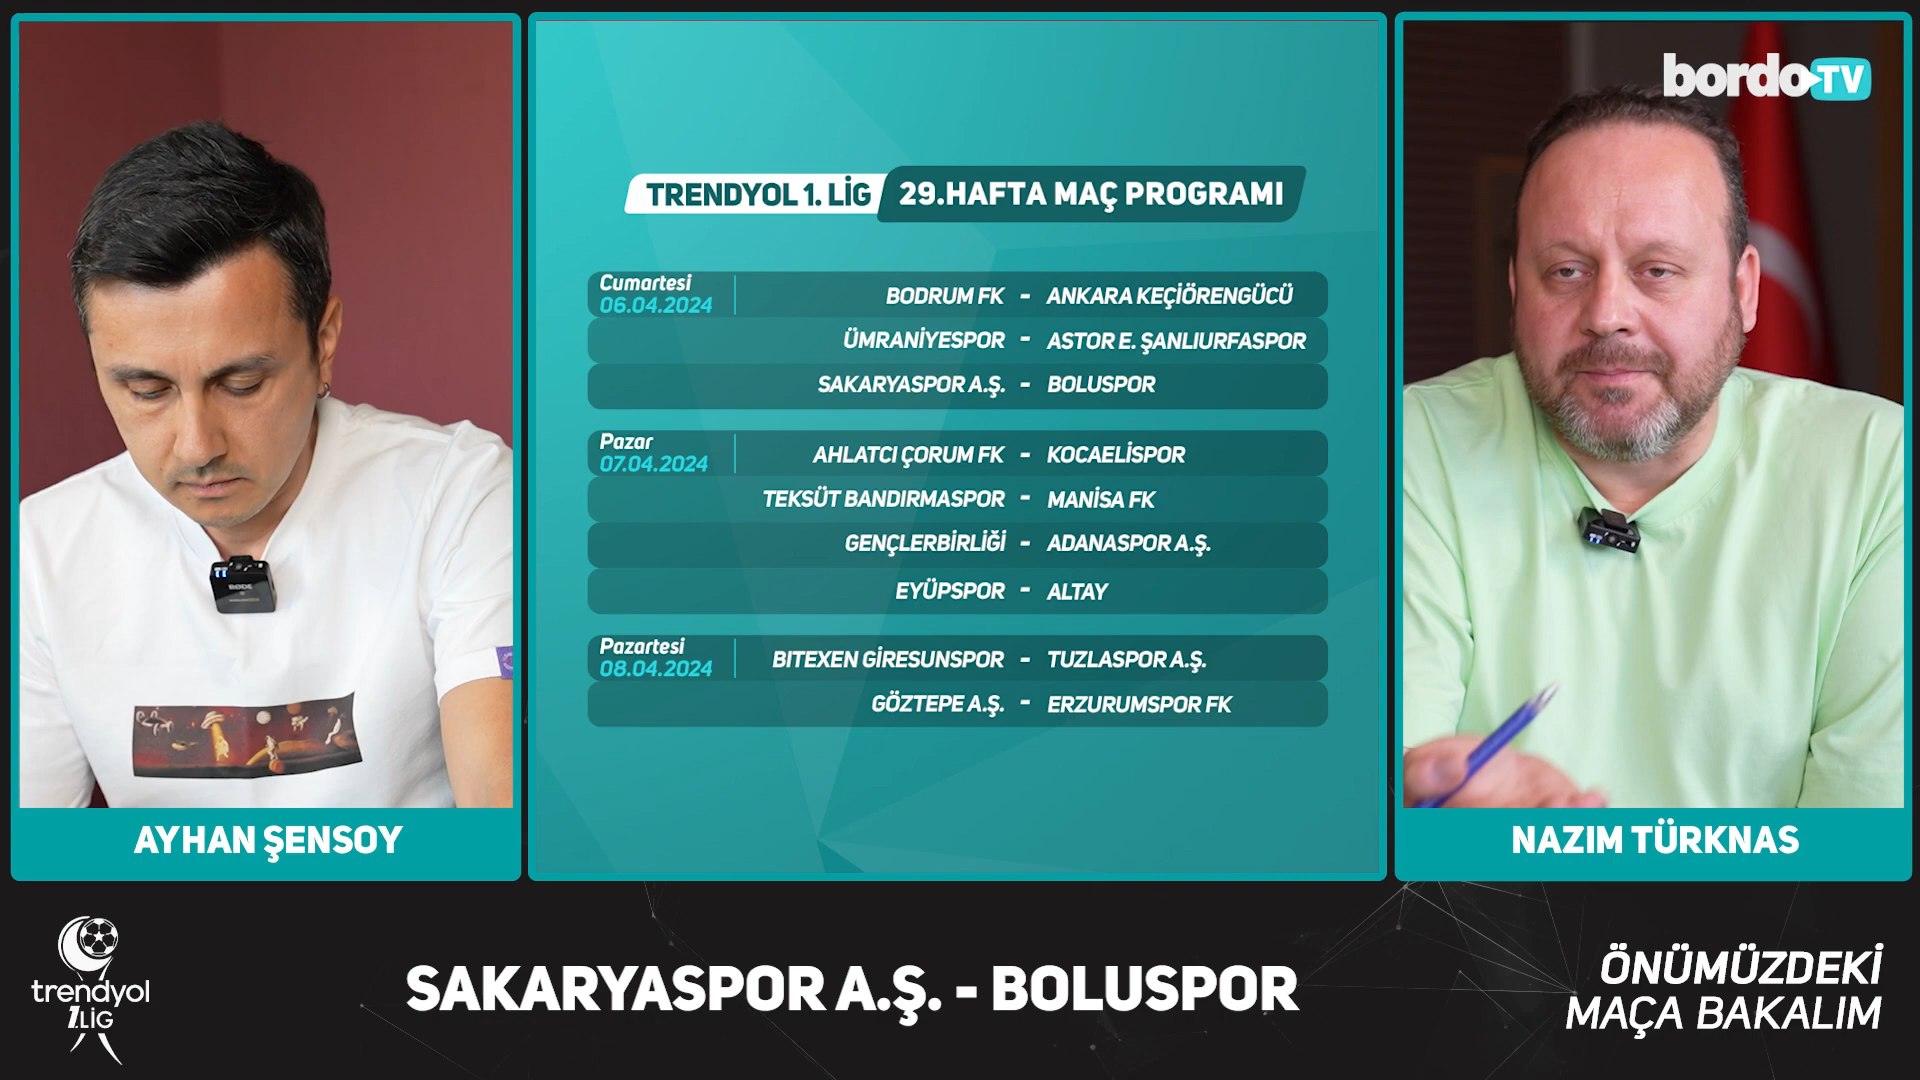 bordo TV
TRENDYOL 1. LİG 29.HAFTA MAÇ PROGRAMI
Cumartesi
06.04.2024
BODRUM FK - ANKARA KEÇİÖRENGÜCÜ
ÜMRANİYESPOR - ASTOR E. ŞANLIURFASPOR
SAKARYASPOR A.Ş. - BOLUSPOR
Pazar
07.04.2024
AHLATCI ÇORUM FK - KOCAELİSPOR
TEKSÜT BANDIRMASPOR - MANİSA FK
GENÇLERBİRLİĞİ - ADANASPOR A.Ş.
EYÜPSPOR - ALTAY
Pazartesi
08.04.2024
BITEXEN GİRESUNSPOR - TUZLASPOR A.Ş.
GÖZTEPE A.Ş. - ERZURUMSPOR FK
RODE
AYHAN ŞENSOY
NAZIM TÜRKNAS
trendyol
1.LİG
SAKARYASPOR A.Ş. - BOLUSPOR
ÖNÜMÜZDEKİ
MAÇA BAKALIM